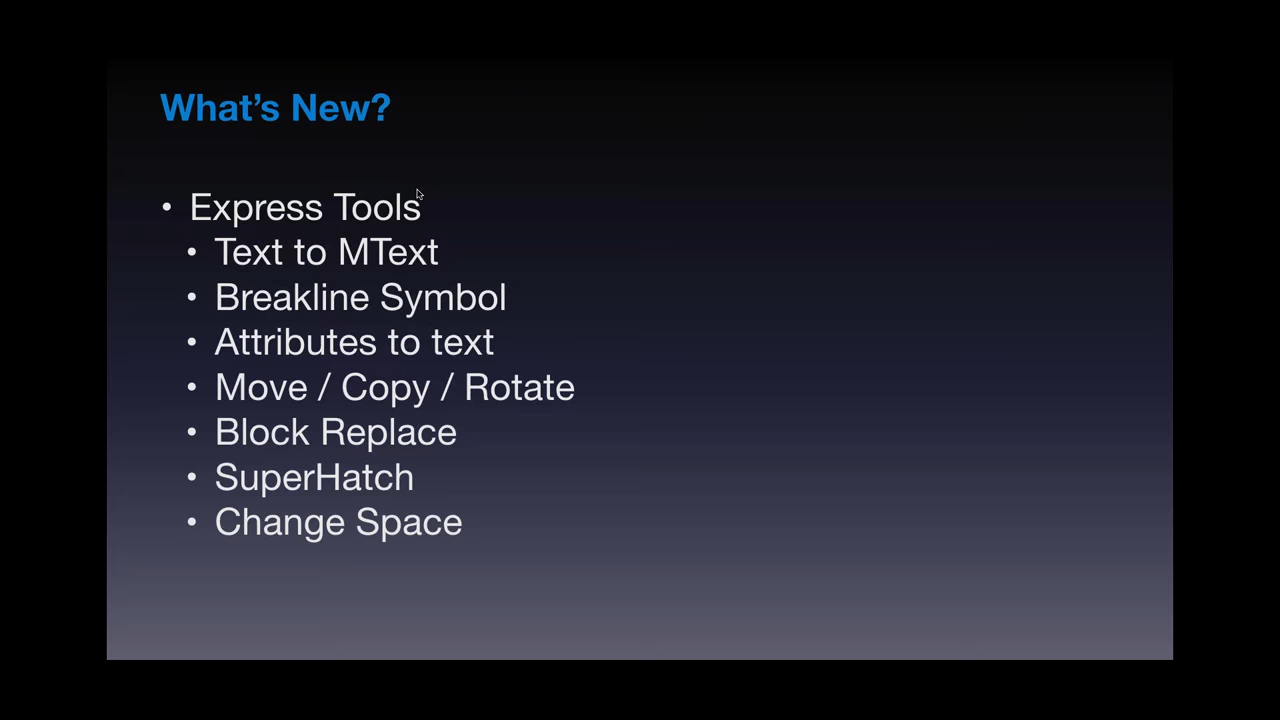 What's New?
• Express Tools
• Text to MText
• Breakline Symbol
• Attributes to text
• Move / Copy / Rotate
• Block Replace
• SuperHatch
• Change Space